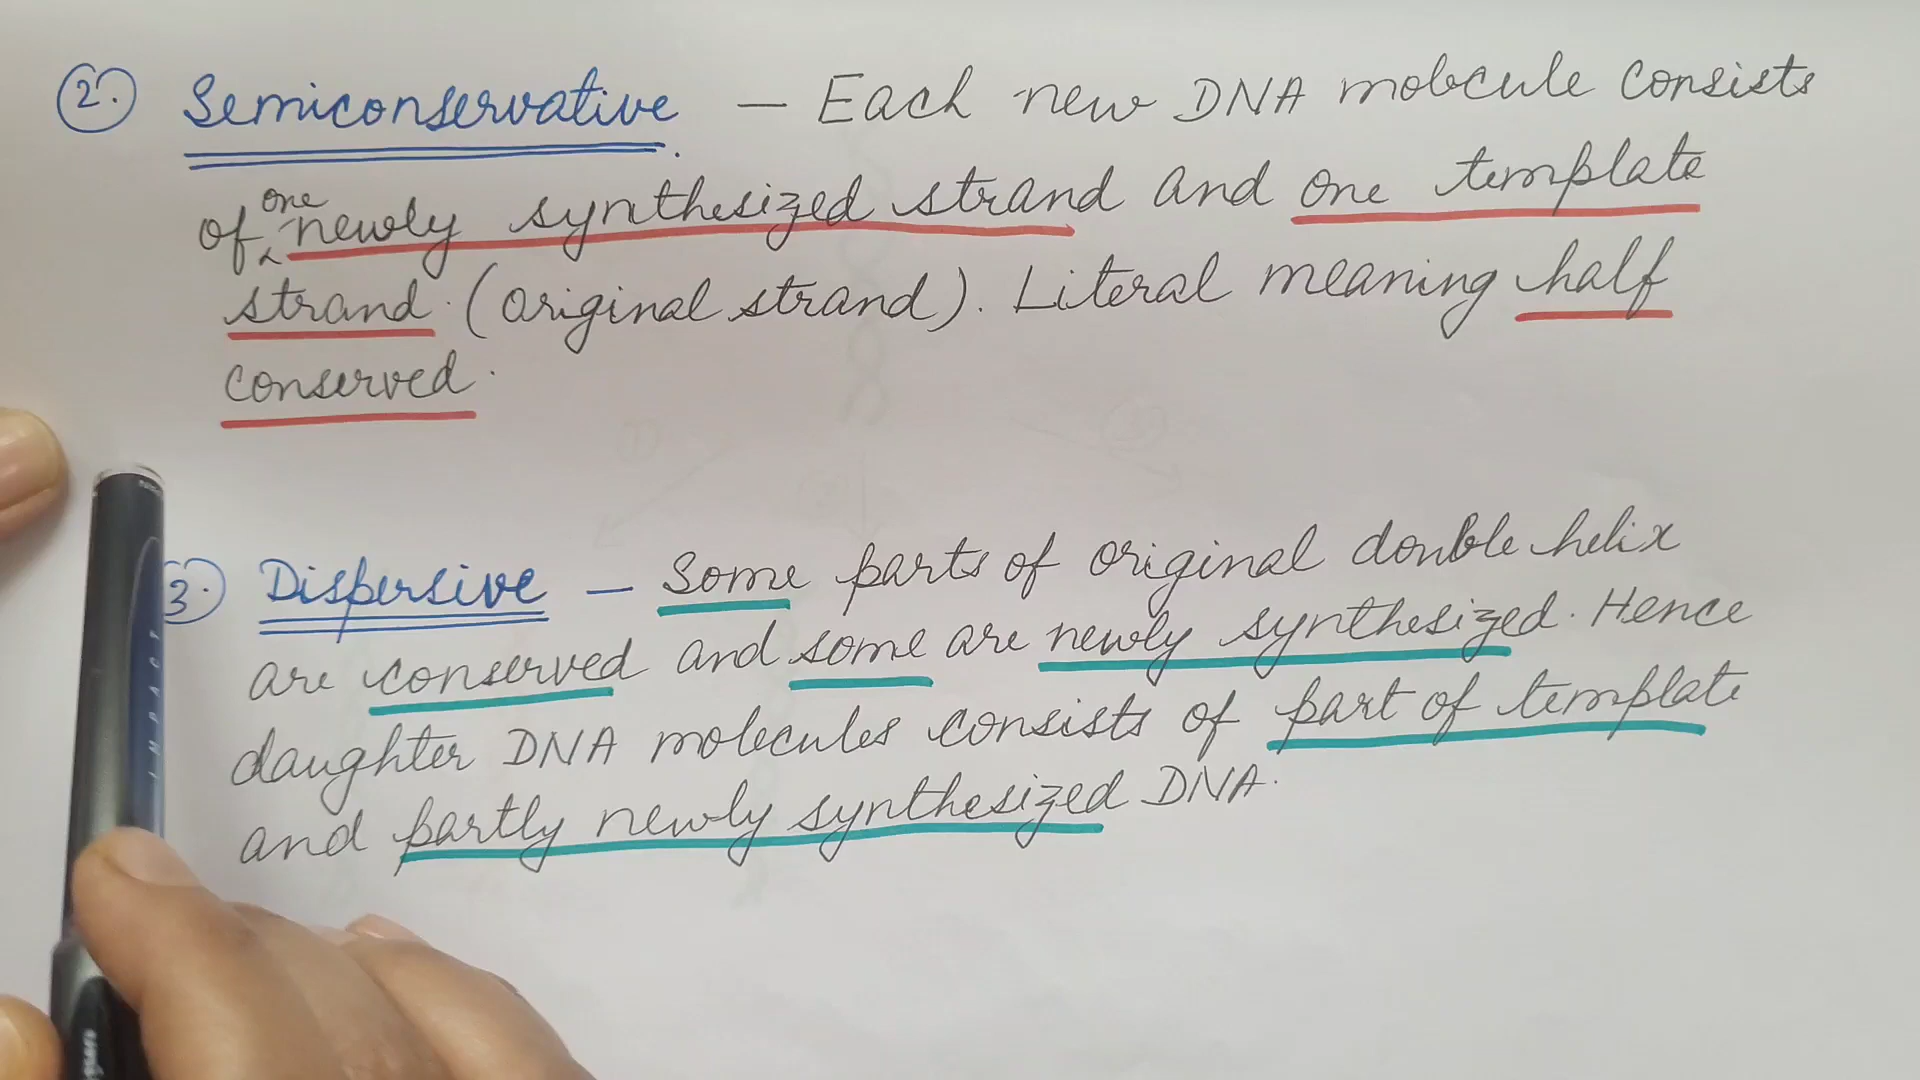 2. Semiconservative — Each new DNA molecule consists
of one newly synthesized strand and one template
strand (original strand). Literal meaning half
conserved.
3. Dispersive — Some parts of original double helix
are conserved and some are newly synthesized. Hence
daughter DNA molecules consists of part of template
and partly newly synthesized DNA.
IMPACT